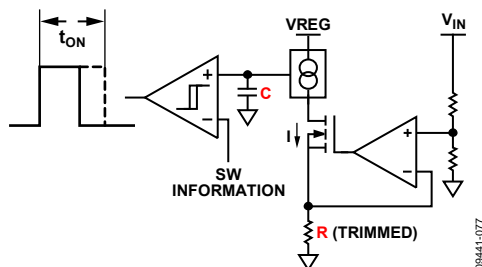 tON
VREG
VIN
+
C
−
I
+
−
SW
INFORMATION
R (TRIMMED)
09441-077